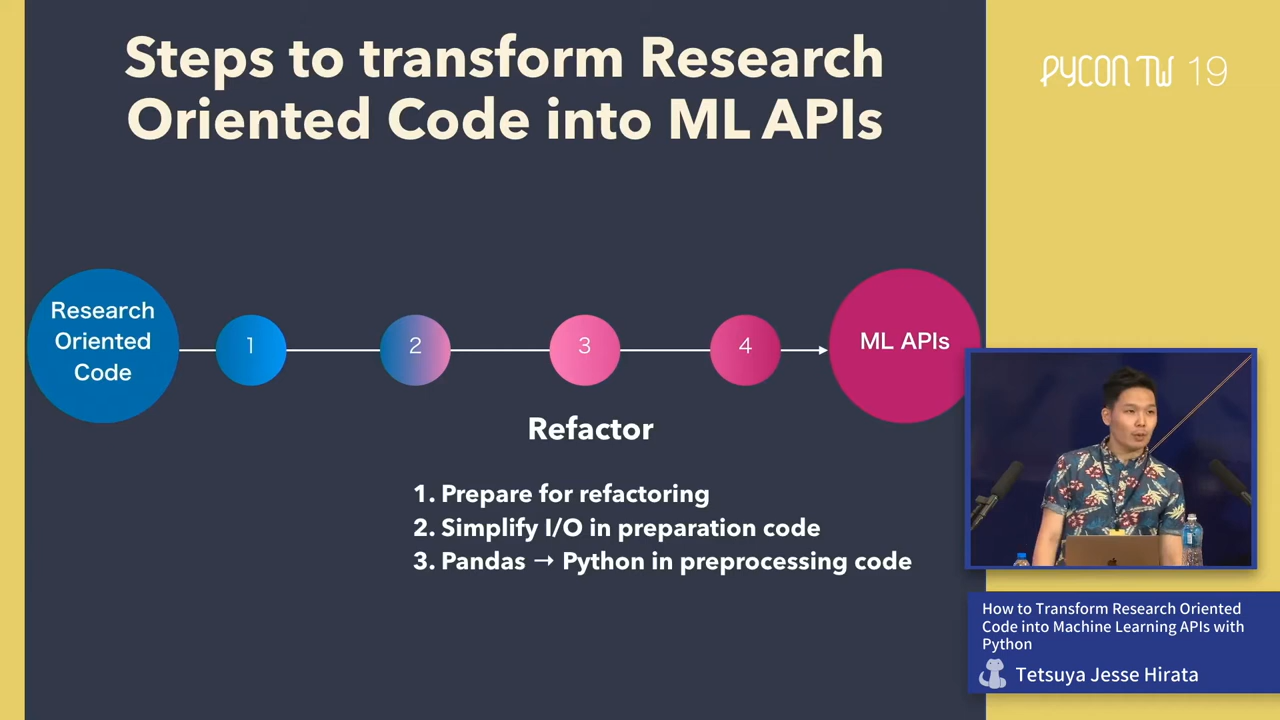 Steps to transform Research
Oriented Code into ML APIs
PYCON TW 19
Research
Oriented
Code
1
2
3
4
ML APIs
Refactor
1. Prepare for refactoring
2. Simplify I/O in preparation code
3. Pandas → Python in preprocessing code
How to Transform Research Oriented
Code into Machine Learning APIs with
Python
Tetsuya Jesse Hirata